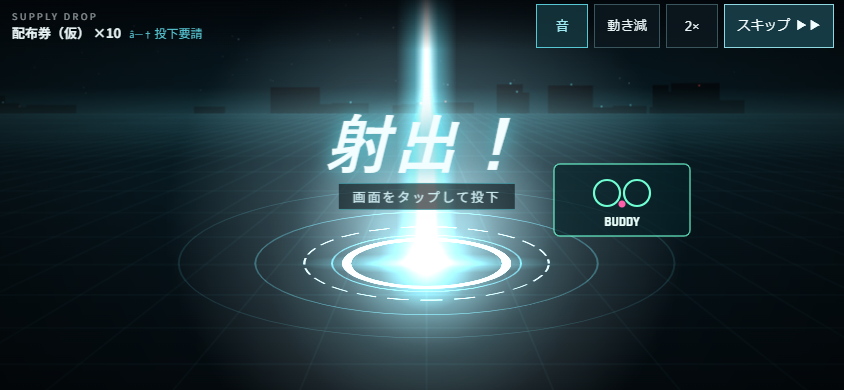 SUPPLY DROP
配布券（仮） ×10 â—† 投下要請
音
動き減
2×
スキップ ▶▶
射出！
画面をタップして投下
BUDDY